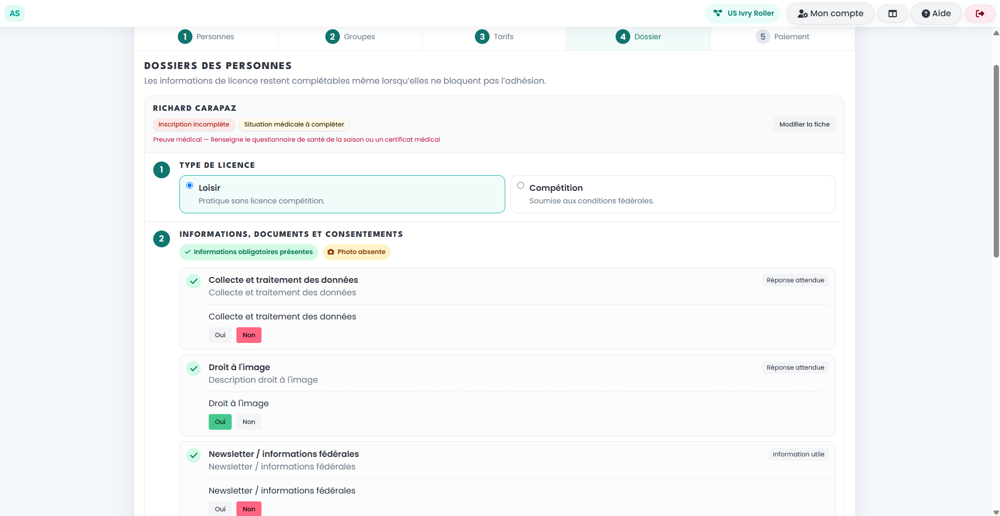 AS
US Ivry Roller
Mon compte
Aide
1 Personnes
2 Groupes
3 Tarifs
4 Dossier
5 Paiement
DOSSIERS DES PERSONNES
Les informations de licence restent complétables même lorsqu’elles ne bloquent pas l’adhésion.
RICHARD CARAPAZ
Inscription incomplète
Situation médicale à compléter
Modifier la fiche
Preuve médical — Renseigne le questionnaire de santé de la saison ou un certificat médical
1
TYPE DE LICENCE
Loisir
Pratique sans licence compétition.
Compétition
Soumise aux conditions fédérales.
2
INFORMATIONS, DOCUMENTS ET CONSENTEMENTS
Informations obligatoires présentes
Photo absente
Collecte et traitement des données
Réponse attendue
Collecte et traitement des données
Collecte et traitement des données
Oui
Non
Droit à l'image
Réponse attendue
Description droit à l'image
Droit à l'image
Oui
Non
Newsletter / informations fédérales
Information utile
Newsletter / informations fédérales
Newsletter / informations fédérales
Oui
Non